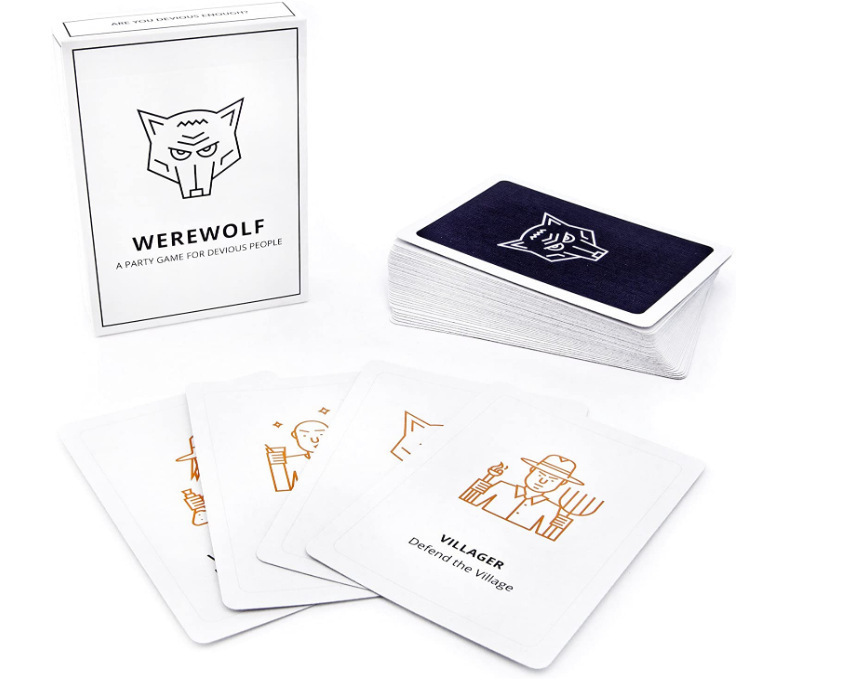 ARE YOU DEVIOUS ENOUGH?
WEREWOLF
A PARTY GAME FOR DEVIOUS PEOPLE
VILLAGER
Defend the Village